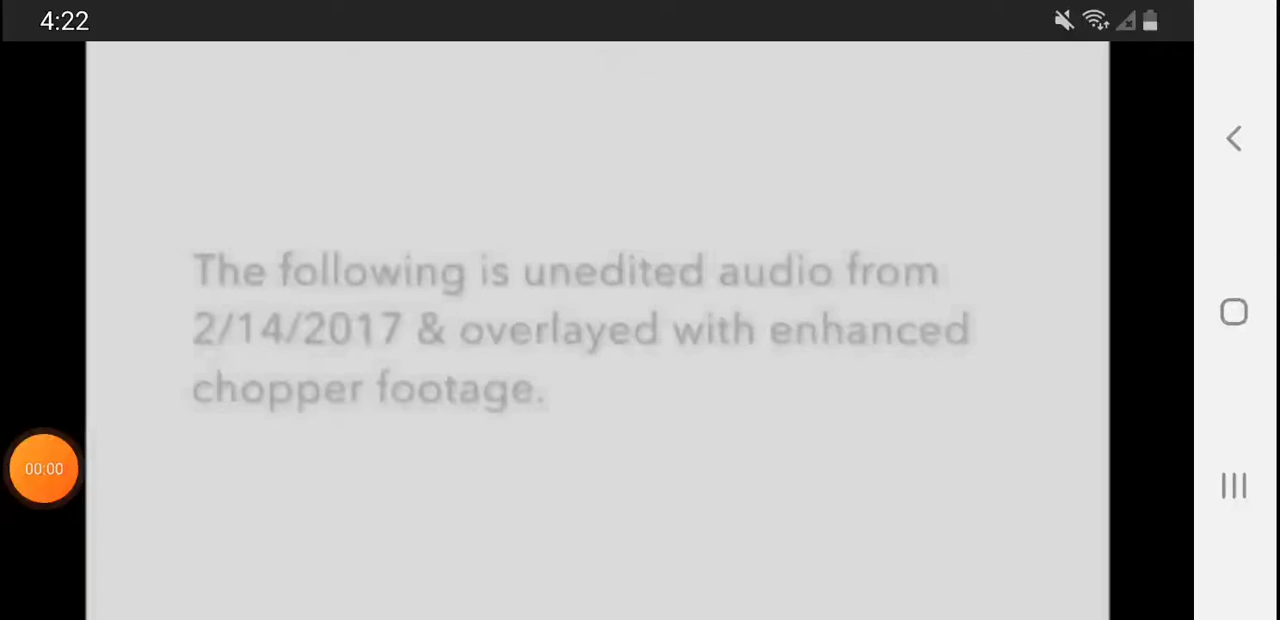 4:22
The following is unedited audio from
2/14/2017 & overlayed with enhanced
chopper footage.
00:00